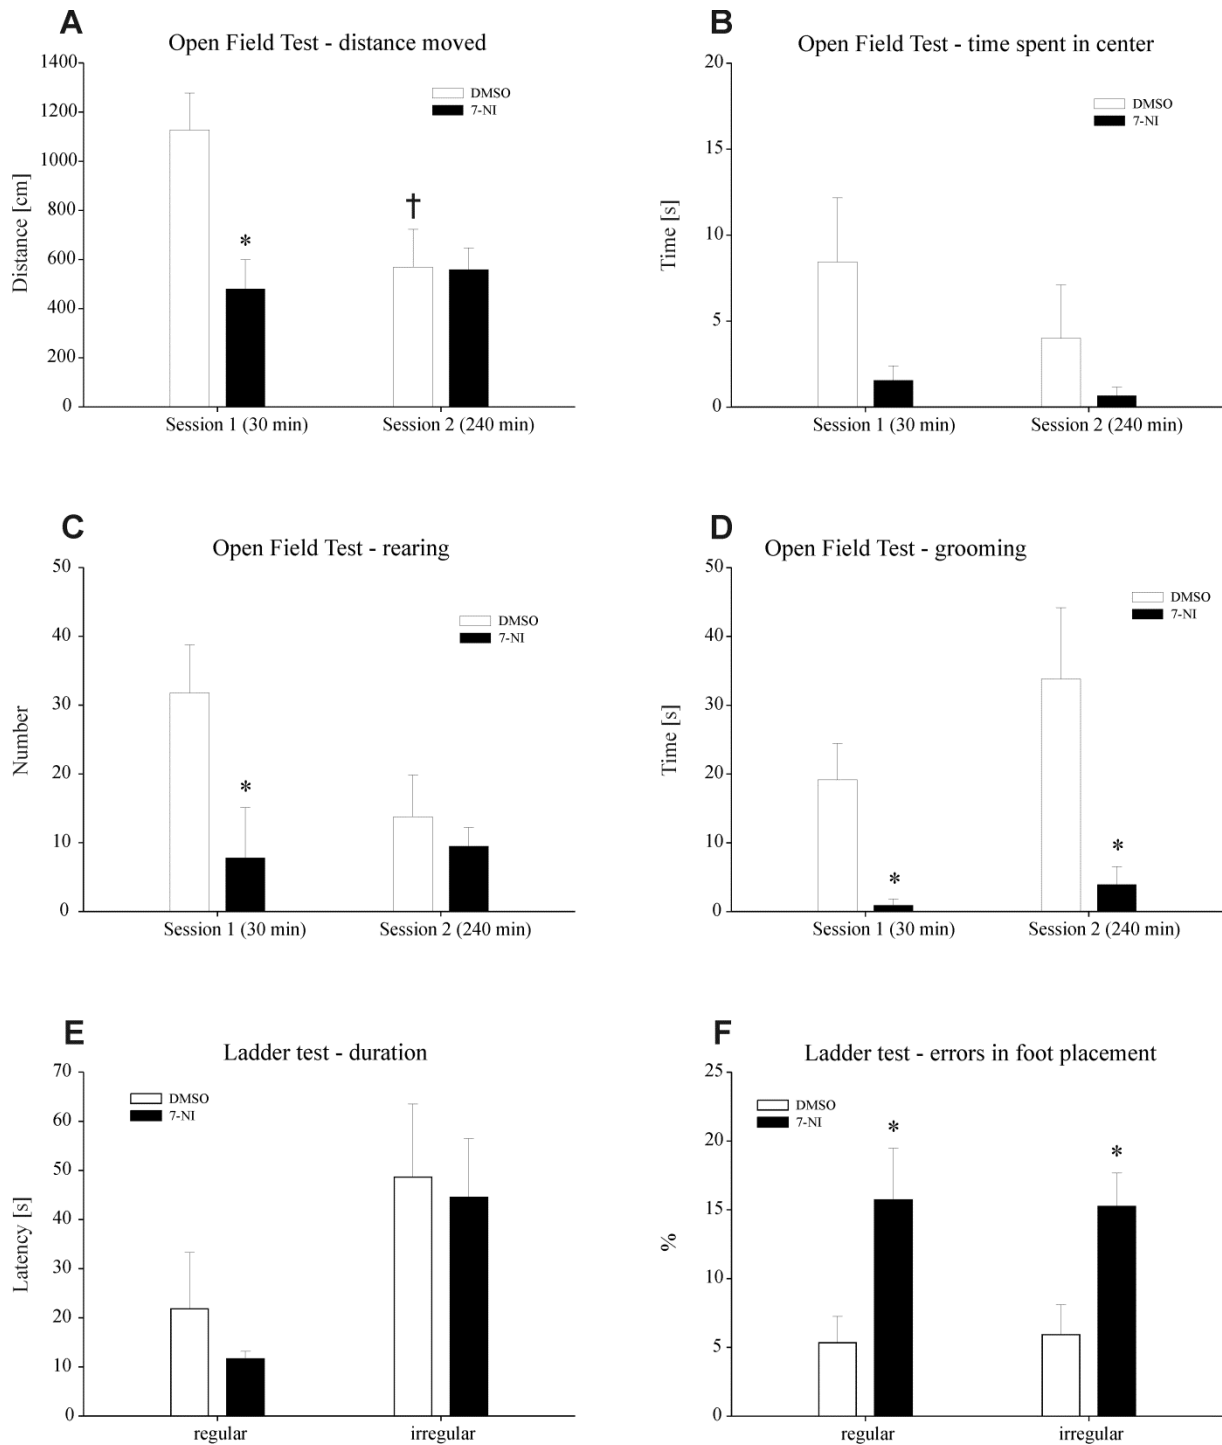 A
Open Field Test - distance moved
1400
1200
1000
800
600
400
200
0
Distance [cm]
DMSO
7-NI
*
†
Session 1 (30 min)
Session 2 (240 min)
B
Open Field Test - time spent in center
20
15
10
5
0
Time [s]
DMSO
7-NI
Session 1 (30 min)
Session 2 (240 min)
C
Open Field Test - rearing
50
40
30
20
10
0
Number
DMSO
7-NI
*
Session 1 (30 min)
Session 2 (240 min)
D
Open Field Test - grooming
50
40
30
20
10
0
Time [s]
DMSO
7-NI
*
*
Session 1 (30 min)
Session 2 (240 min)
E
Ladder test - duration
70
60
50
40
30
20
10
0
Latency [s]
DMSO
7-NI
regular
irregular
F
Ladder test - errors in foot placement
25
20
15
10
5
0
%
DMSO
7-NI
*
*
regular
irregular